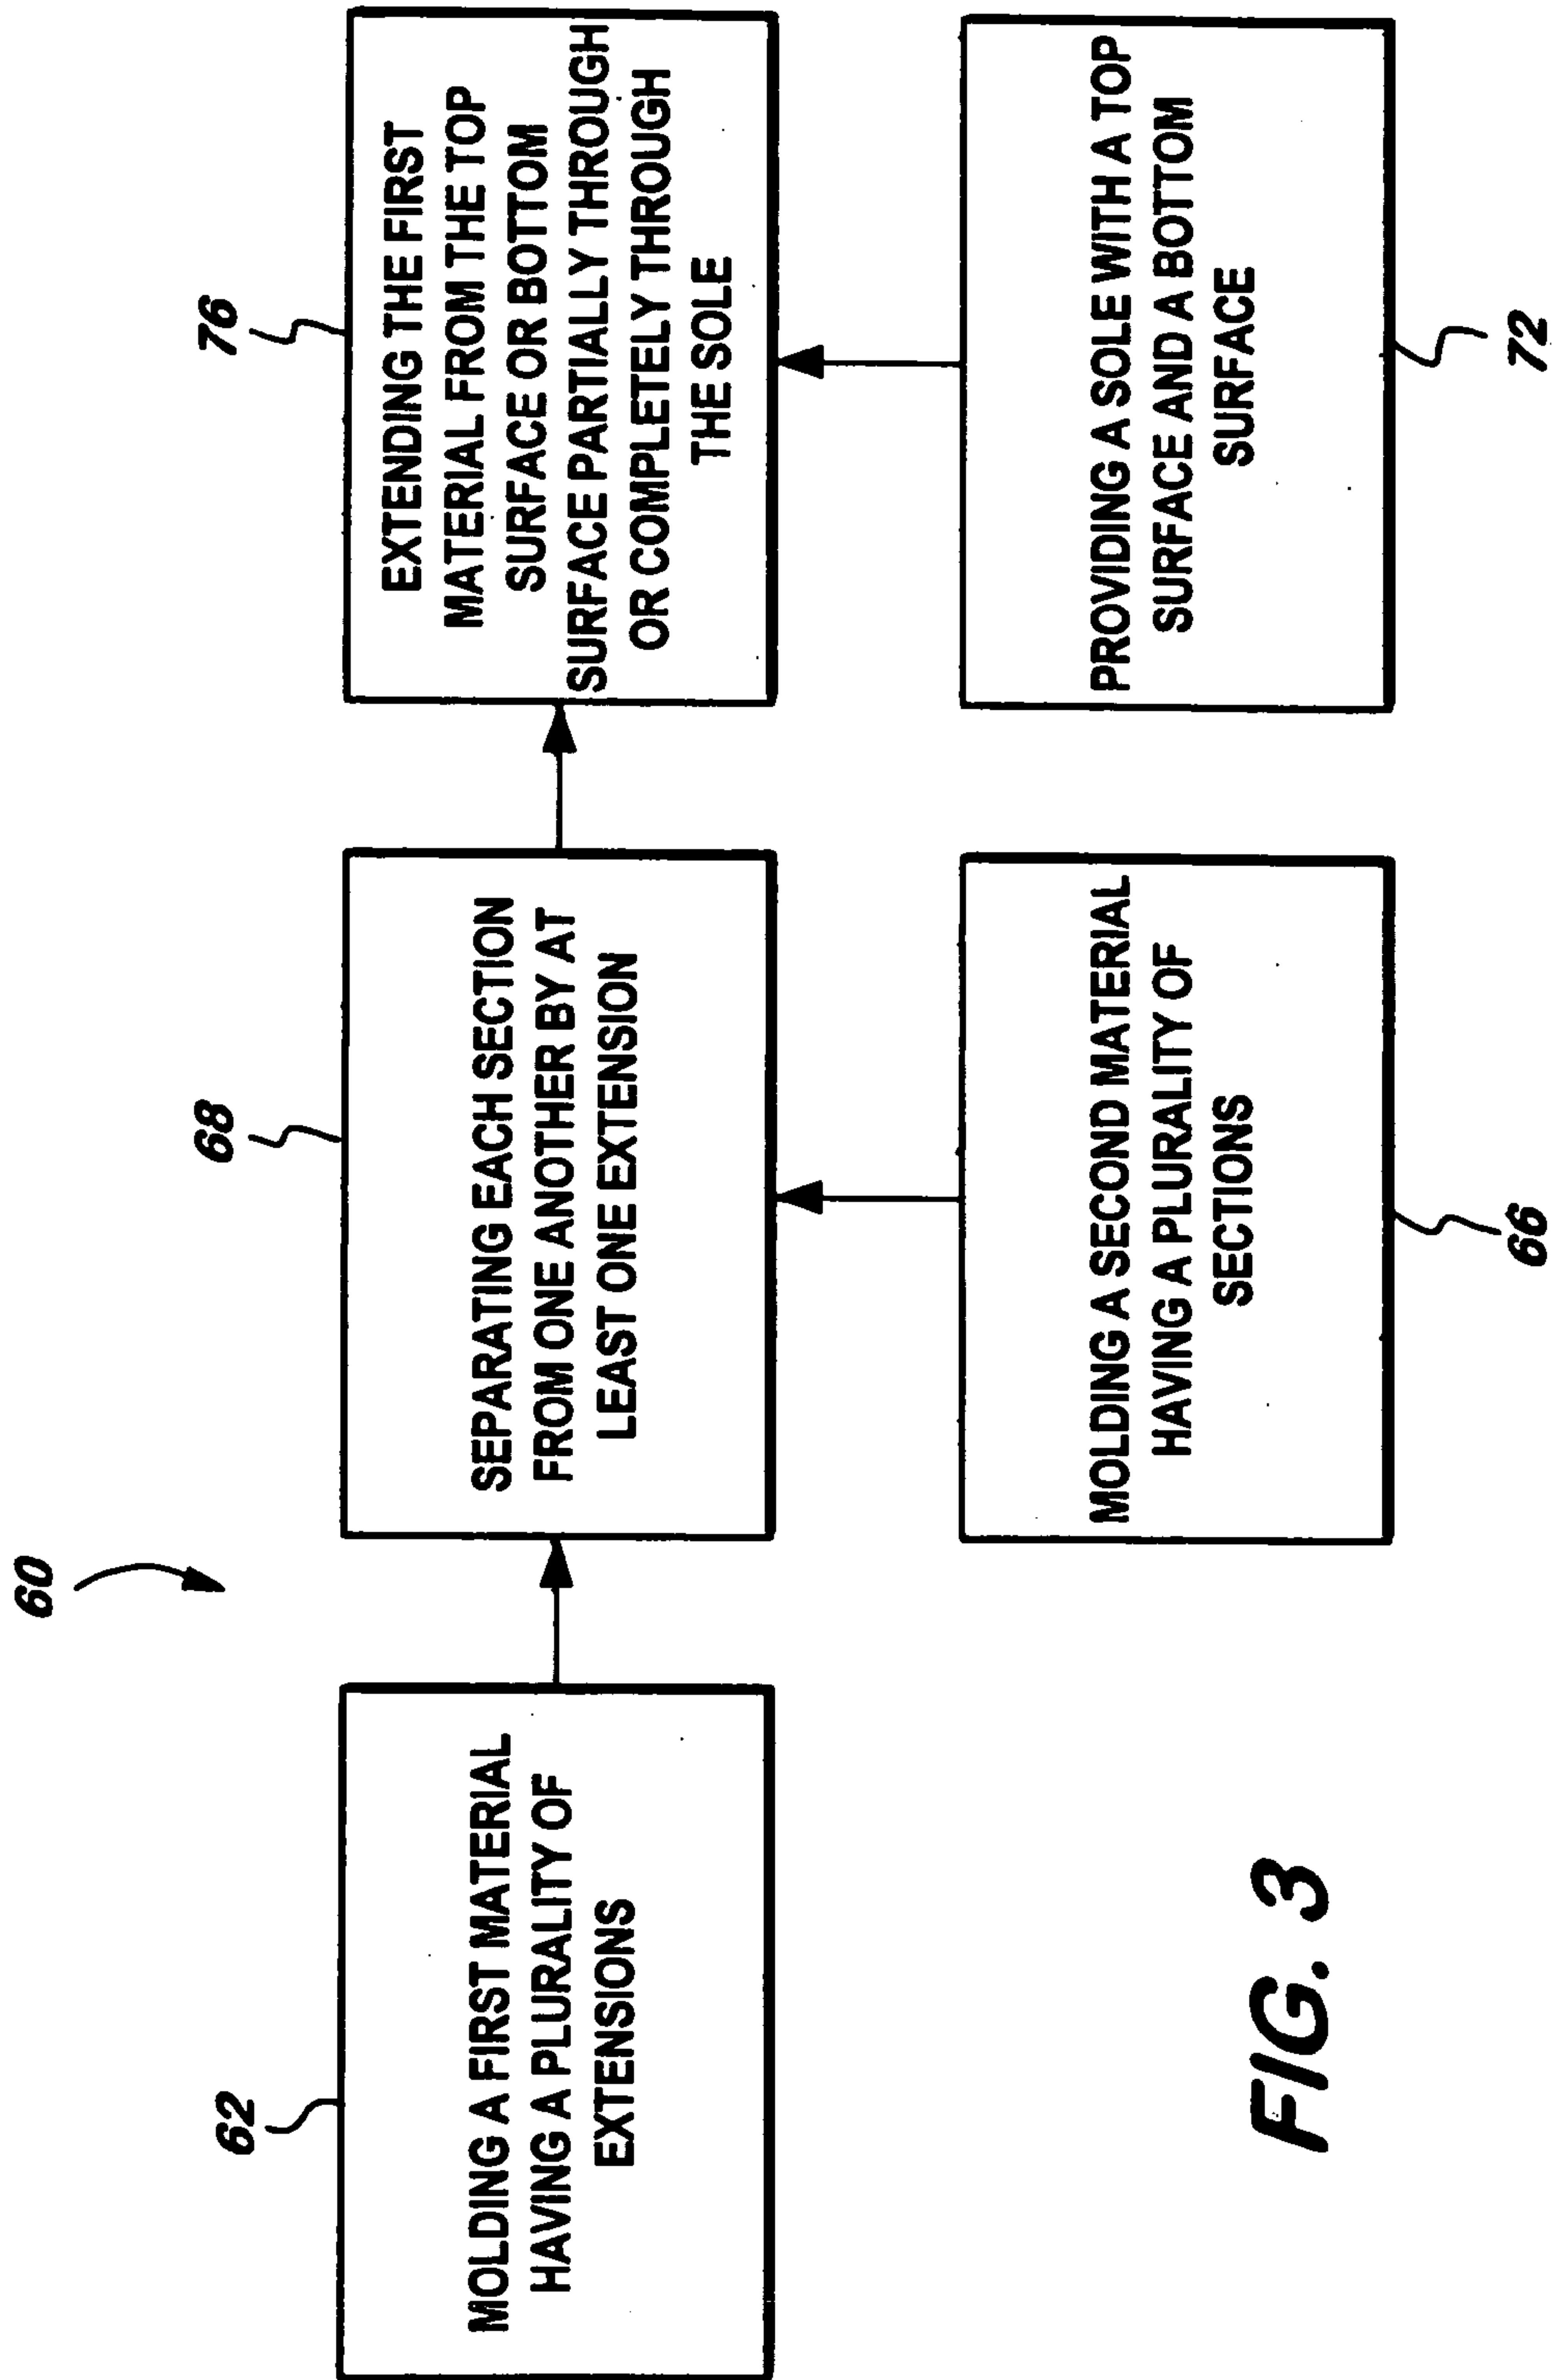 60
62
MOLDING A FIRST MATERIAL
HAVING A PLURALITY OF
EXTENSIONS
68
SEPARATING EACH SECTION
FROM ONE ANOTHER BY AT
LEAST ONE EXTENSION
76
EXTENDING THE FIRST
MATERIAL FROM THE TOP
SURFACE OR BOTTOM
SURFACE PARTIALLY THROUGH
OR COMPLETELY THROUGH
THE SOLE
MOLDING A SECOND MATERIAL
HAVING A PLURALITY OF
SECTIONS
66
PROVIDING A SOLE WITH A TOP
SURFACE AND A BOTTOM
SURFACE
72
FIG. 3